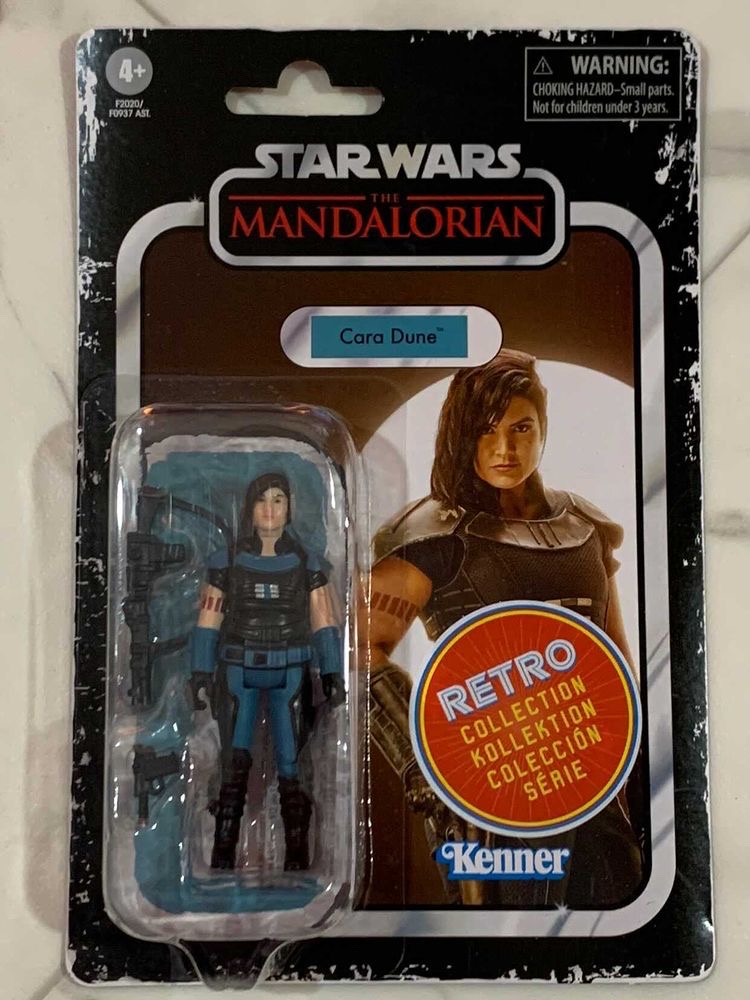 4+
F2020/
F0937 AST.
WARNING:
CHOKING HAZARD–Small parts.
Not for children under 3 years.
STAR WARS
THE
MANDALORIAN
Cara Dune™
RETRO
COLLECTION
KOLLEKTION
COLECCIÓN
SÉRIE
Kenner